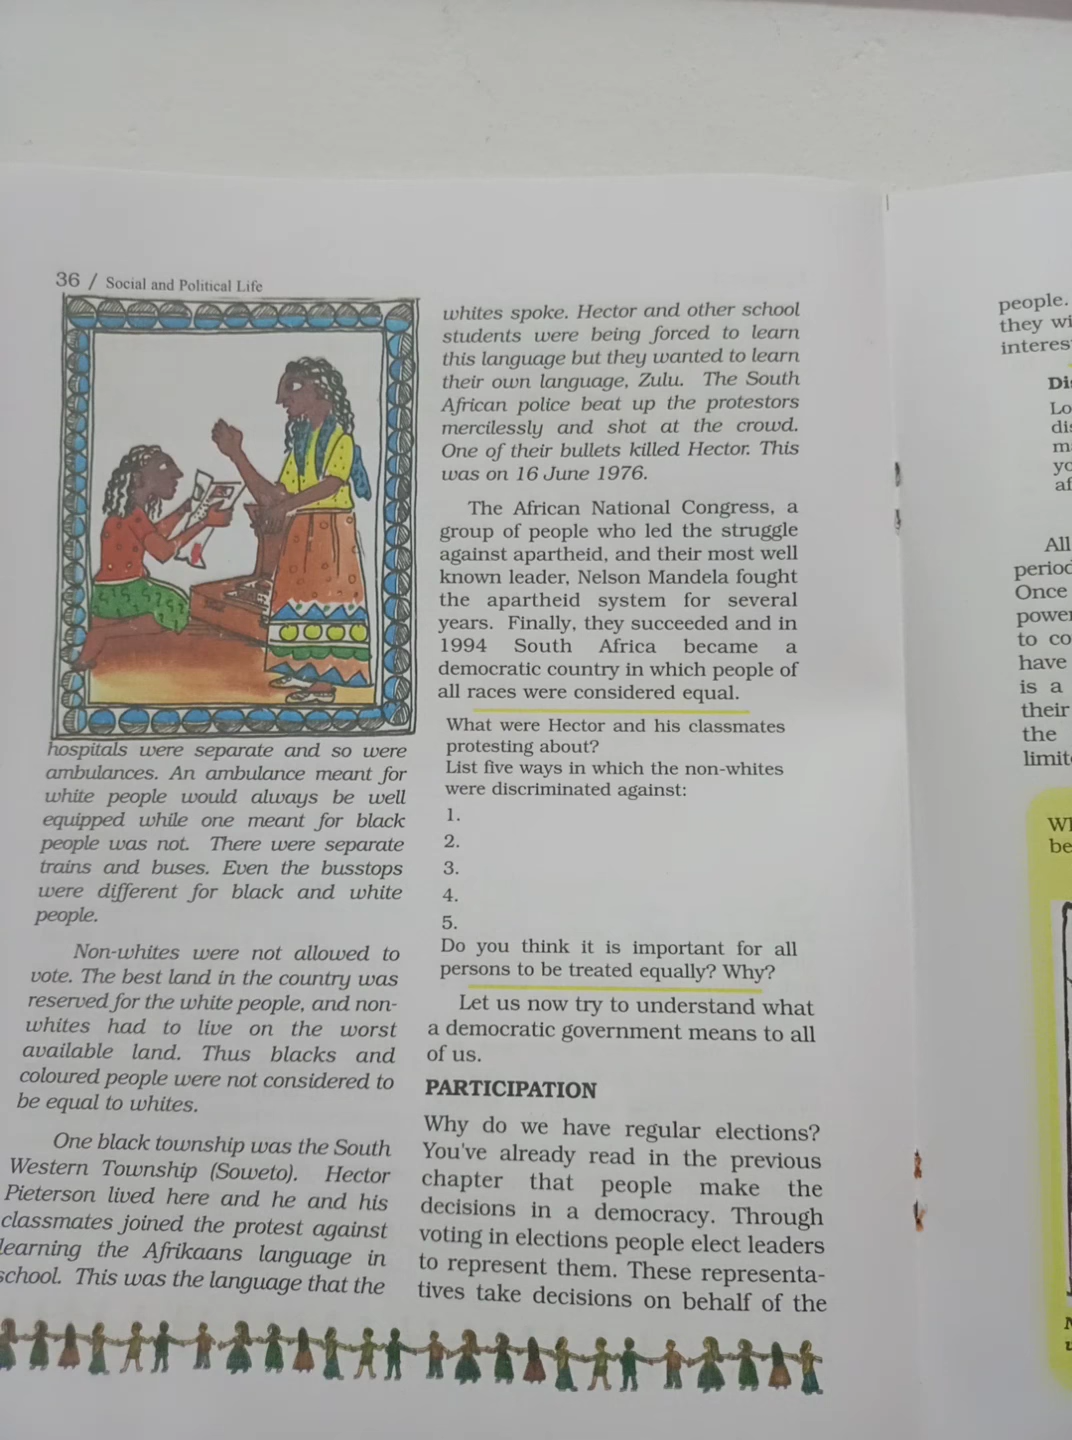 36 / Social and Political Life
hospitals were separate and so were
ambulances. An ambulance meant for
white people would always be well
equipped while one meant for black
people was not. There were separate
trains and buses. Even the busstops
were different for black and white
people.
Non-whites were not allowed to
vote. The best land in the country was
reserved for the white people, and non-
whites had to live on the worst
available land. Thus blacks and
coloured people were not considered to
be equal to whites.
One black township was the South
Western Township (Soweto). Hector
Pieterson lived here and he and his
classmates joined the protest against
learning the Afrikaans language in
school. This was the language that the
whites spoke. Hector and other school
students were being forced to learn
this language but they wanted to learn
their own language, Zulu. The South
African police beat up the protestors
mercilessly and shot at the crowd.
One of their bullets killed Hector. This
was on 16 June 1976.
The African National Congress, a
group of people who led the struggle
against apartheid, and their most well
known leader, Nelson Mandela fought
the apartheid system for several
years. Finally, they succeeded and in
1994 South Africa became a
democratic country in which people of
all races were considered equal.
What were Hector and his classmates
protesting about?
List five ways in which the non-whites
were discriminated against:
1.
2.
3.
4.
5.
Do you think it is important for all
persons to be treated equally? Why?
Let us now try to understand what
a democratic government means to all
of us.
PARTICIPATION
Why do we have regular elections?
You've already read in the previous
chapter that people make the
decisions in a democracy. Through
voting in elections people elect leaders
to represent them. These representa-
tives take decisions on behalf of the
people.
they wi
interes
Dis
Lo
dis
m
yo
af
All
period
Once
power
to co
have
is a
their
the
limit
Wh
be